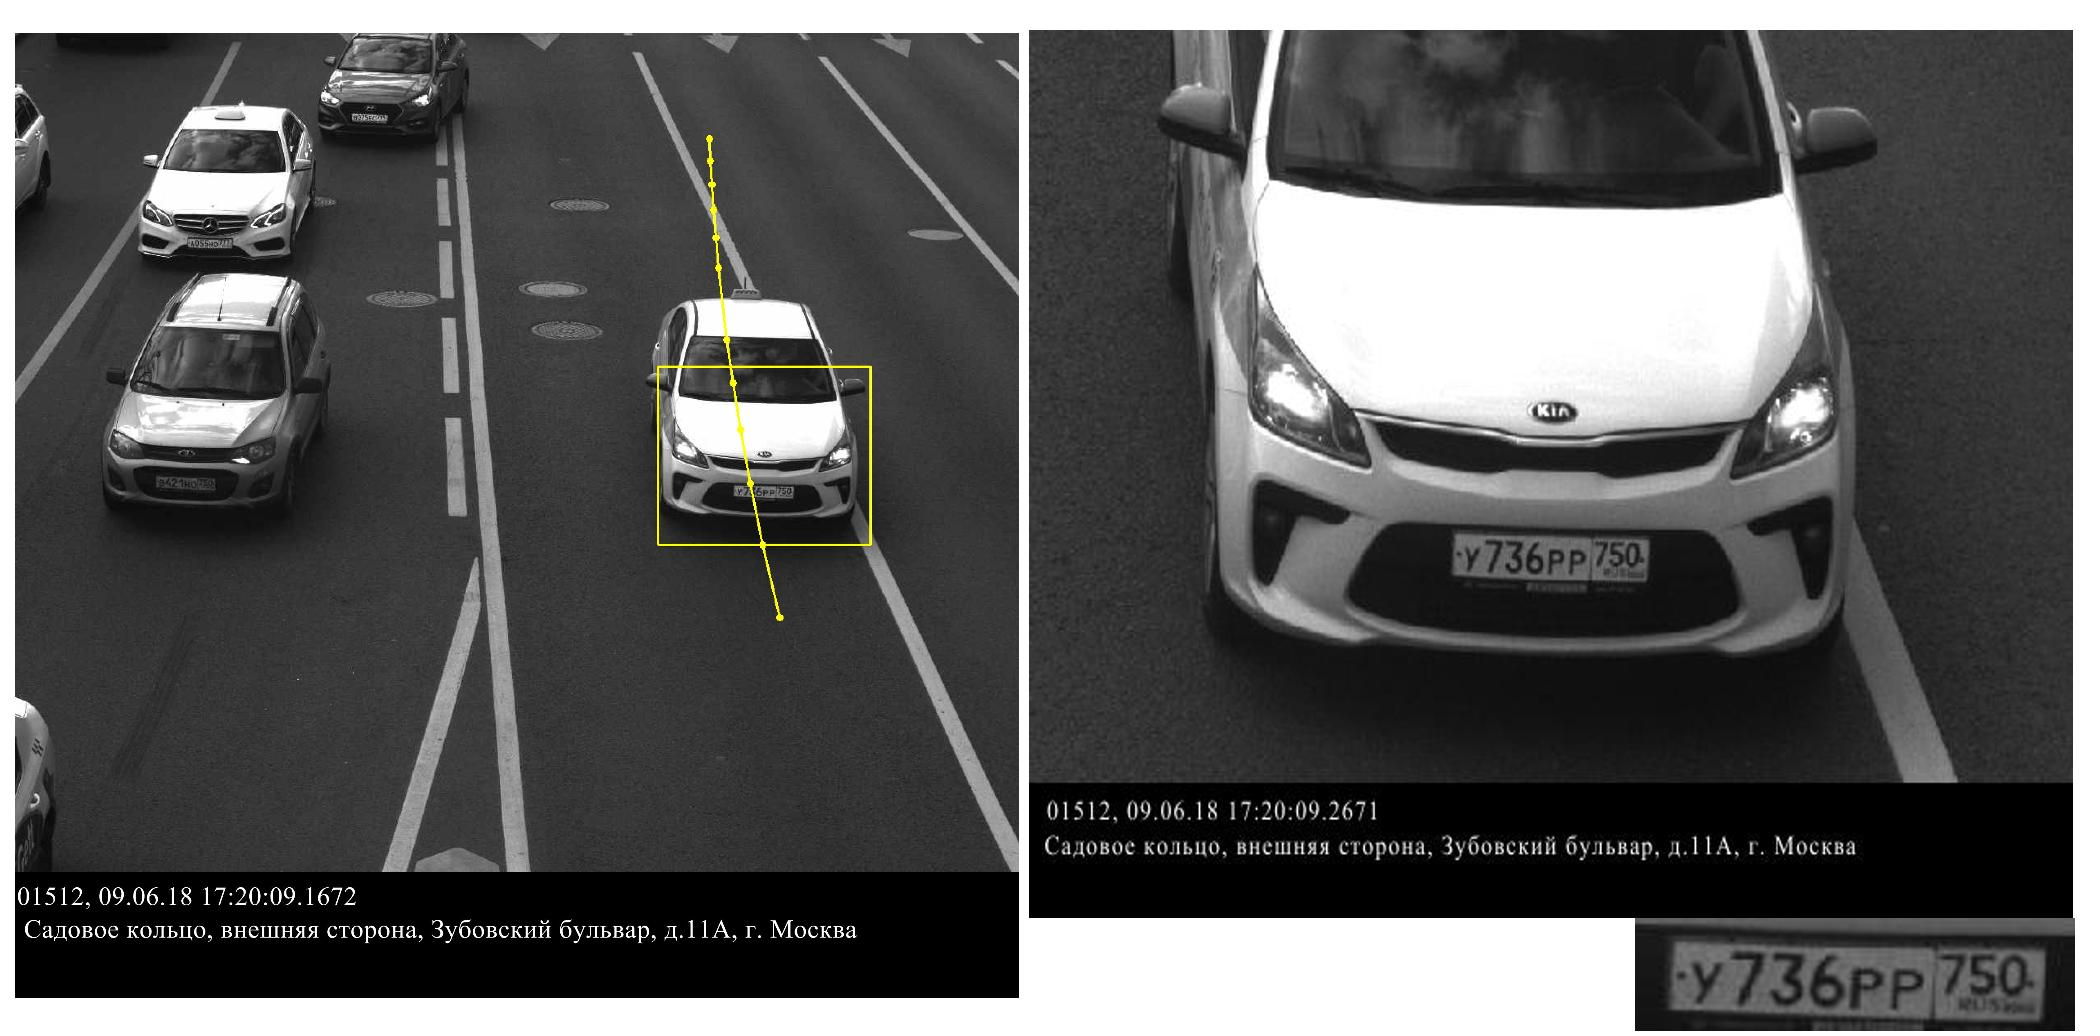 В421НО 750
У736РР 750
01512, 09.06.18 17:20:09.1672
Садовое кольцо, внешняя сторона, Зубовский бульвар, д.11А, г. Москва
KIA
У736РР 750
01512, 09.06.18 17:20:09.2671
Садовое кольцо, внешняя сторона, Зубовский бульвар, д.11А, г. Москва
У736РР 750